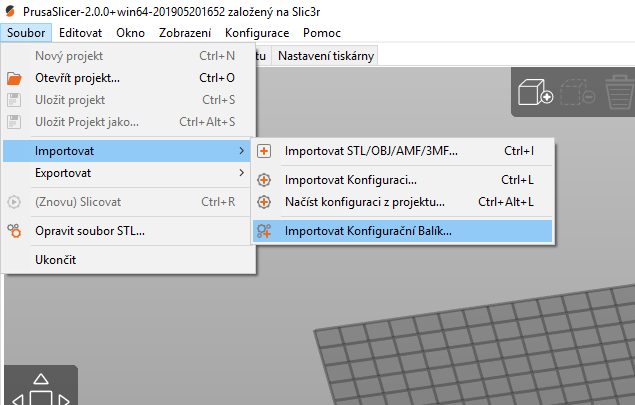 PrusaSlicer-2.0.0+win64-201905201652 založený na Slic3r
Soubor Editovat Okno Zobrazení Konfigurace Pomoc
Nový projekt Ctrl+N
tu Nastavení tiskárny
Otevřít projekt... Ctrl+O
Uložit projekt Ctrl+S
Uložit Projekt jako... Ctrl+Alt+S
Importovat
Importovat STL/OBJ/AMF/3MF... Ctrl+I
Exportovat
Importovat Konfiguraci... Ctrl+L
(Znovu) Slicovat Ctrl+R
Načíst konfiguraci z projektu... Ctrl+Alt+L
Opravit soubor STL...
Importovat Konfigurační Balík...
Ukončit